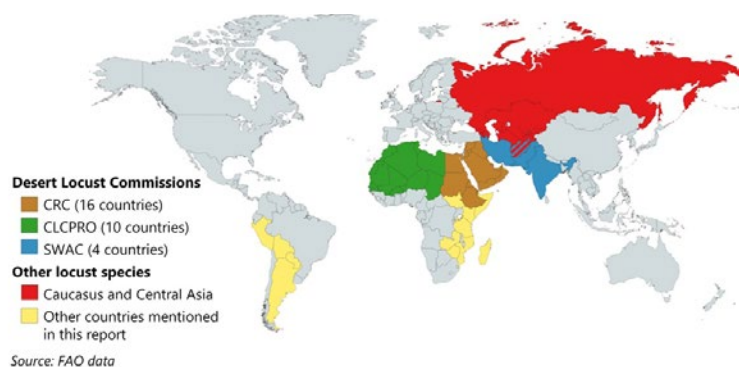 Desert Locust Commissions
CRC (16 countries)
CLCPRO (10 countries)
SWAC (4 countries)
Other locust species
Caucasus and Central Asia
Other countries mentioned
in this report
Source: FAO data